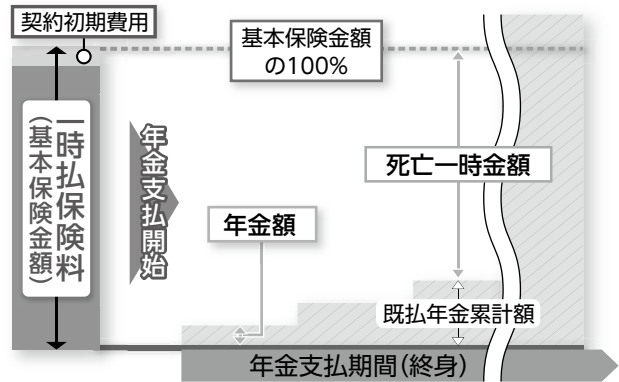 契約初期費用
基本保険金額
の100%
一時払保険料
(基本保険金額)
年金支払開始
死亡一時金額
年金額
既払年金累計額
年金支払期間(終身)